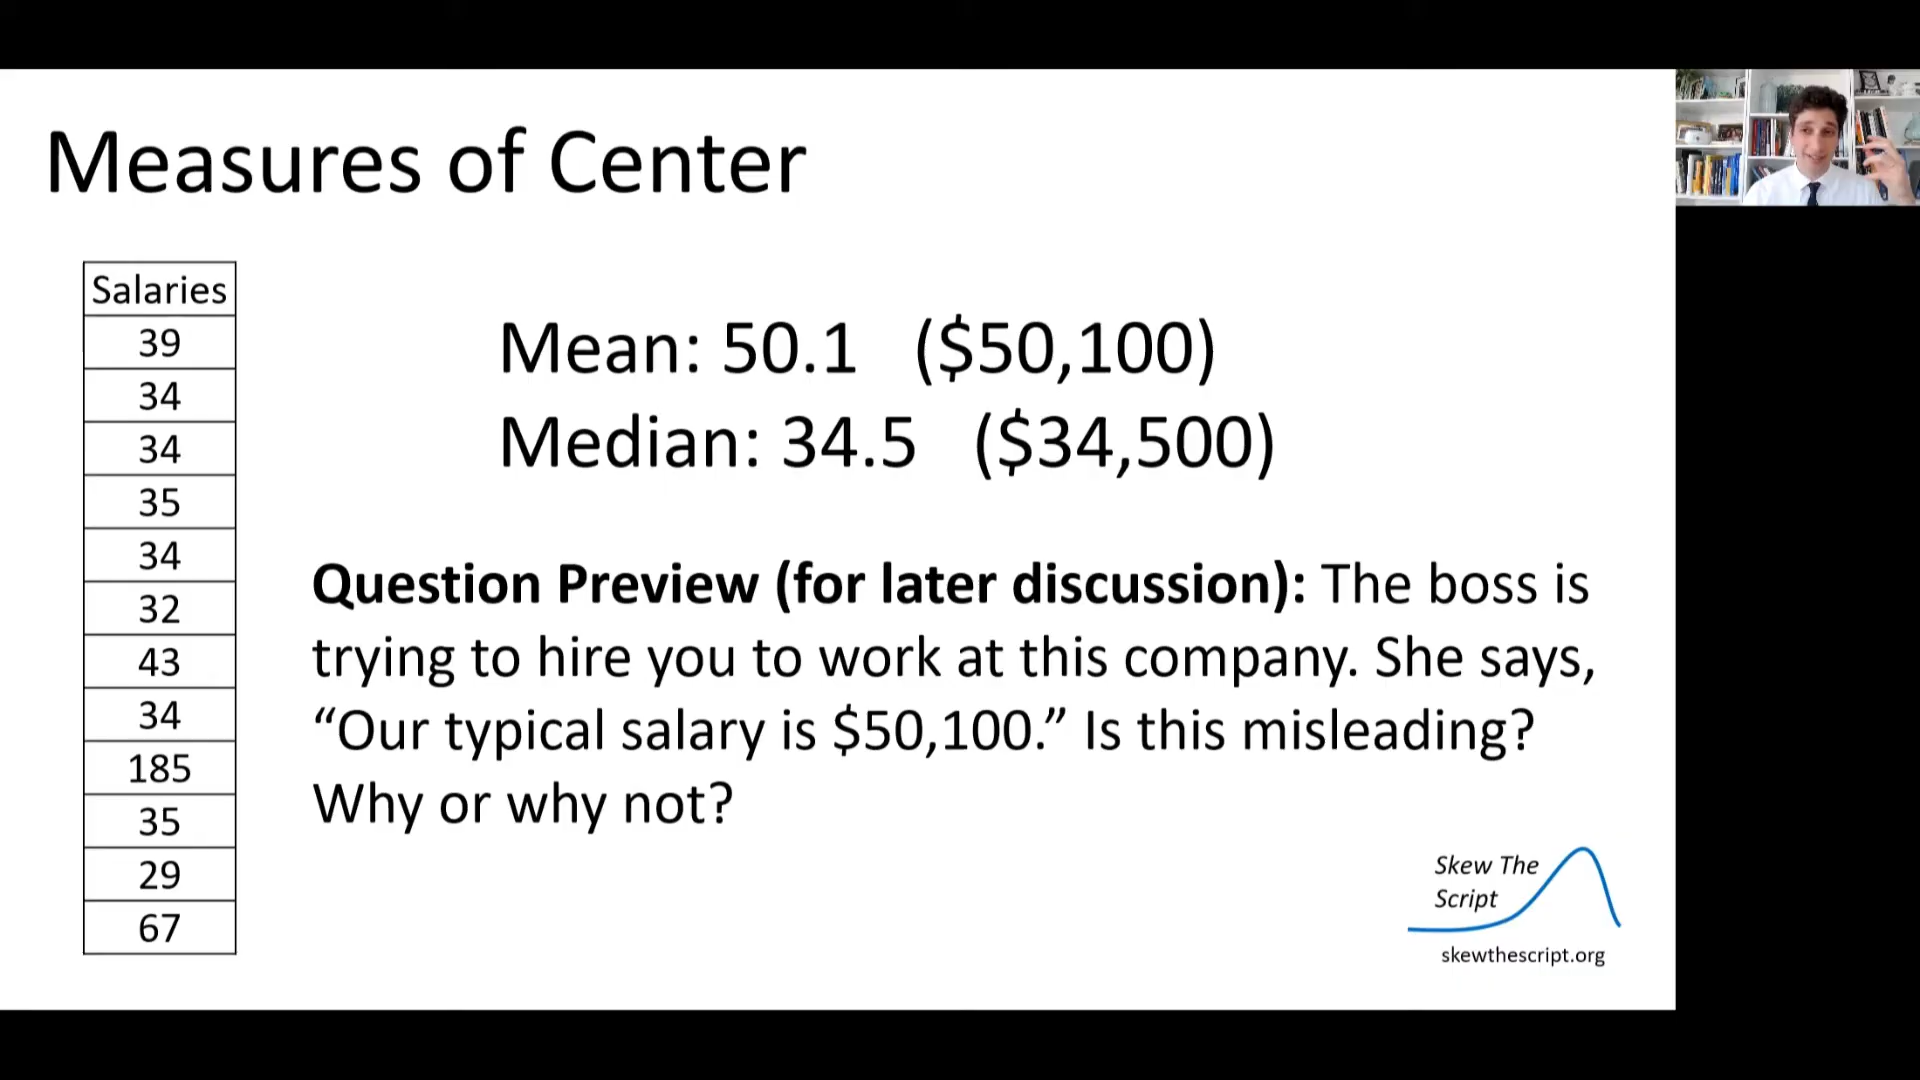 Measures of Center
Salaries
39
34
34
35
34
32
43
34
185
35
29
67
Mean: 50.1 ($50,100)
Median: 34.5 ($34,500)
Question Preview (for later discussion): The boss is
trying to hire you to work at this company. She says,
“Our typical salary is $50,100.” Is this misleading?
Why or why not?
Skew The
Script
skewthescript.org